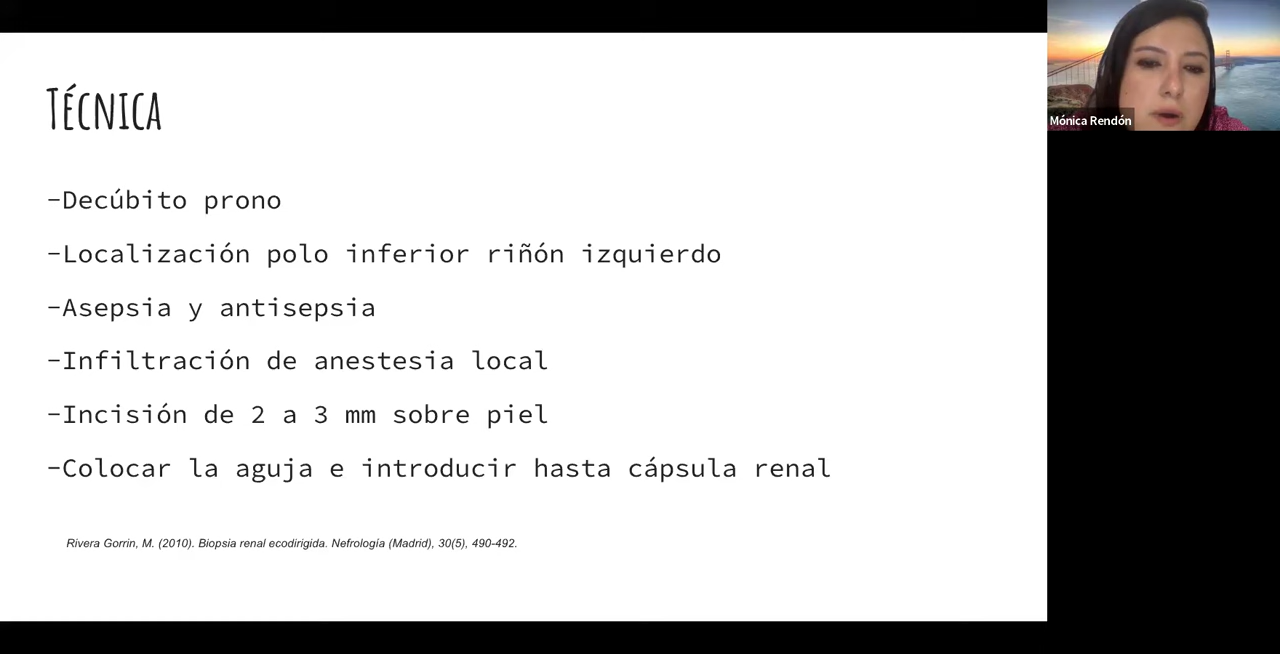 Técnica
-Decúbito prono
-Localización polo inferior riñón izquierdo
-Asepsia y antisepsia
-Infiltración de anestesia local
-Incisión de 2 a 3 mm sobre piel
-Colocar la aguja e introducir hasta cápsula renal
Rivera Gorrin, M. (2010). Biopsia renal ecodirigida. Nefrología (Madrid), 30(5), 490-492.
Mónica Rendón